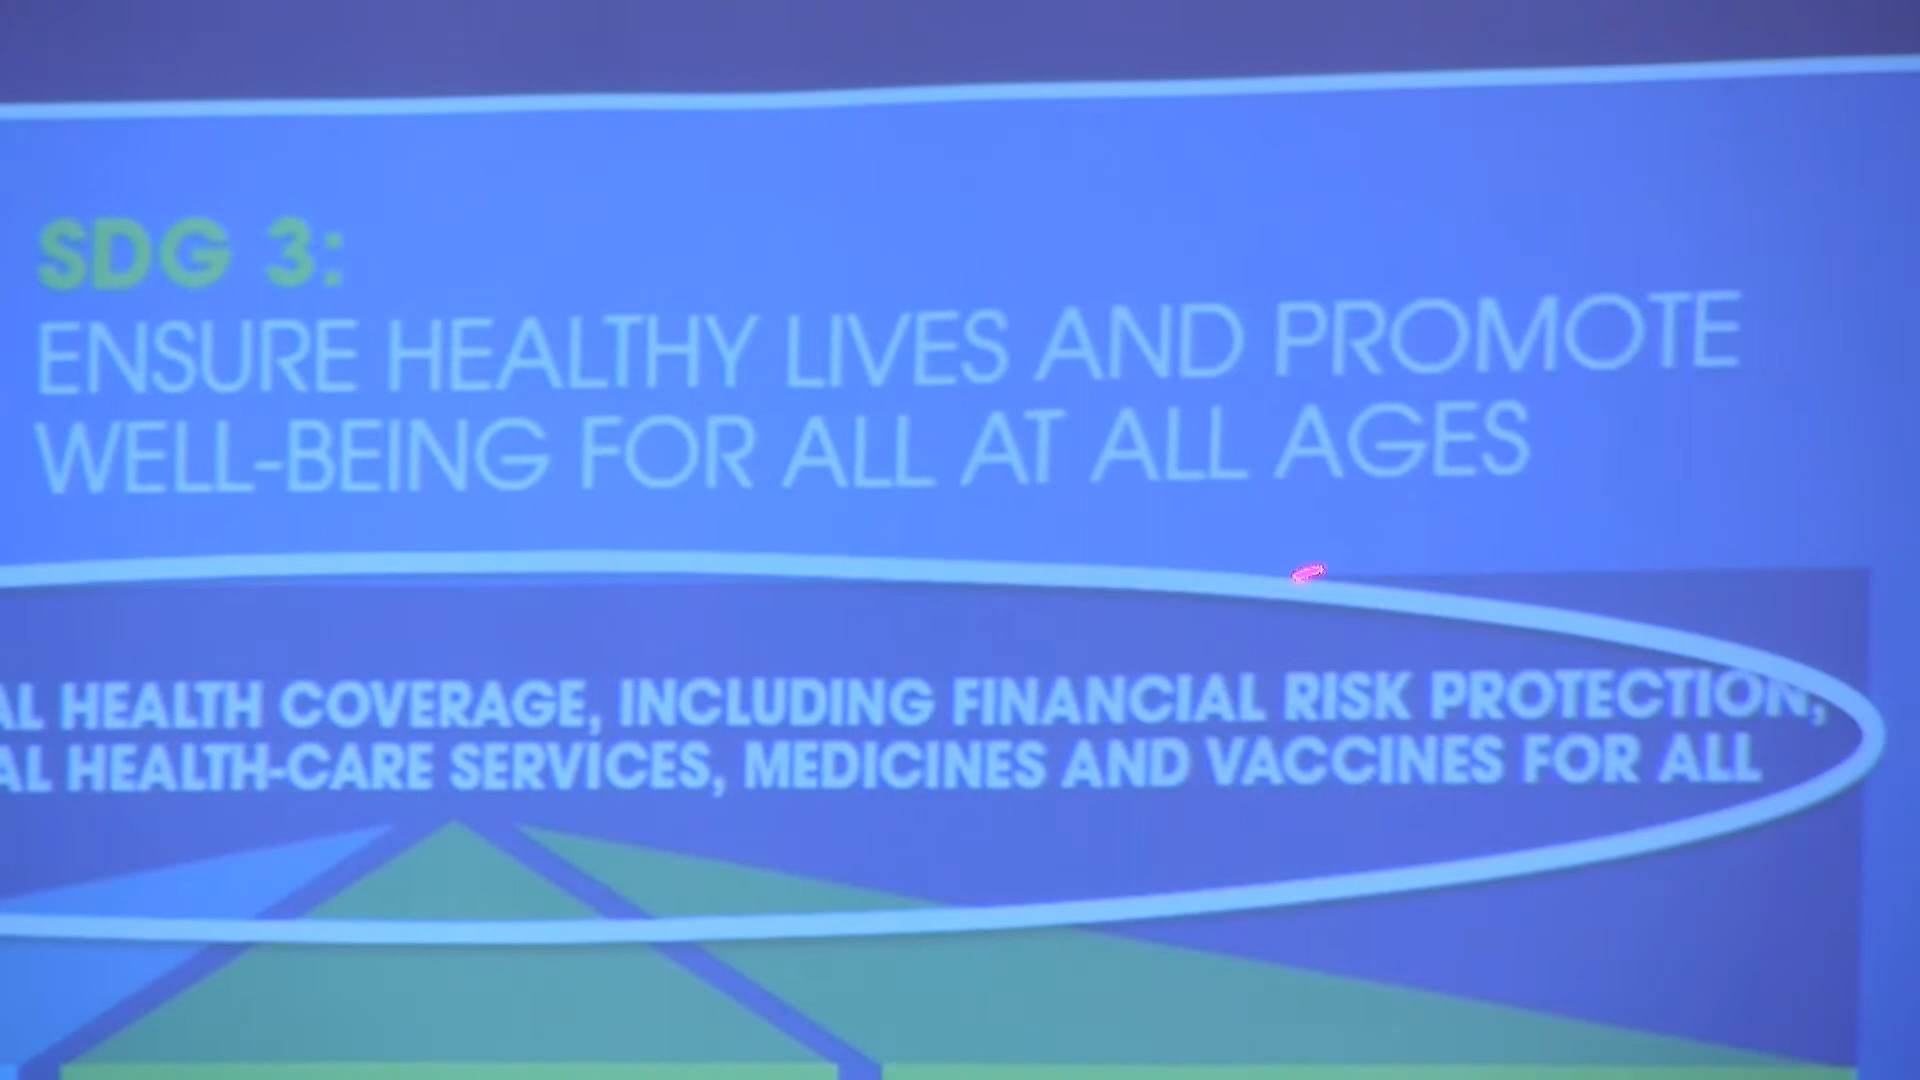 SDG 3:
ENSURE HEALTHY LIVES AND PROMOTE
WELL-BEING FOR ALL AT ALL AGES
AL HEALTH COVERAGE, INCLUDING FINANCIAL RISK PROTECTION,
AL HEALTH-CARE SERVICES, MEDICINES AND VACCINES FOR ALL